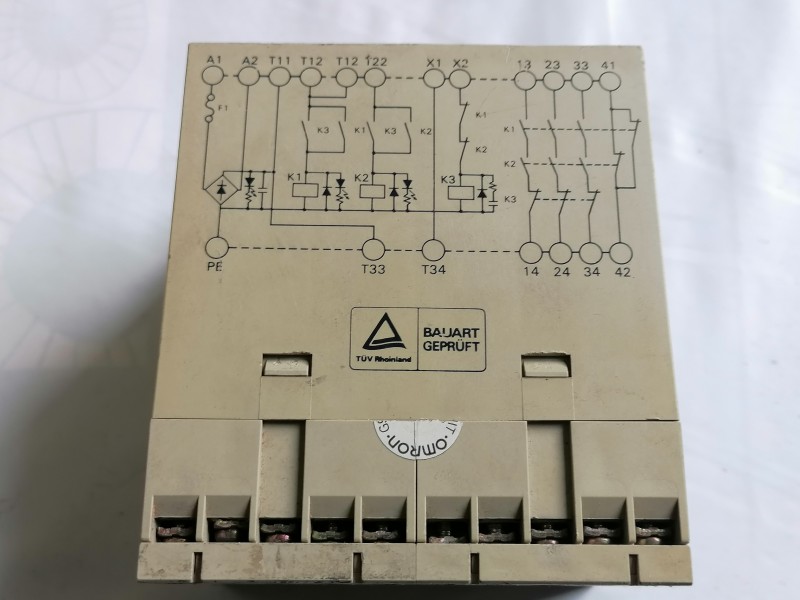 A1 A2 T11 T12 T12 T22 X1 X2 13 23 33 41
F1
K3 K1 K3 K2 K1 K1
K2 K2
K1 K2 K3 K3
PE T33 T34 14 24 34 42
TÜV Rheinland
BAUART
GEPRÜFT
OMRON